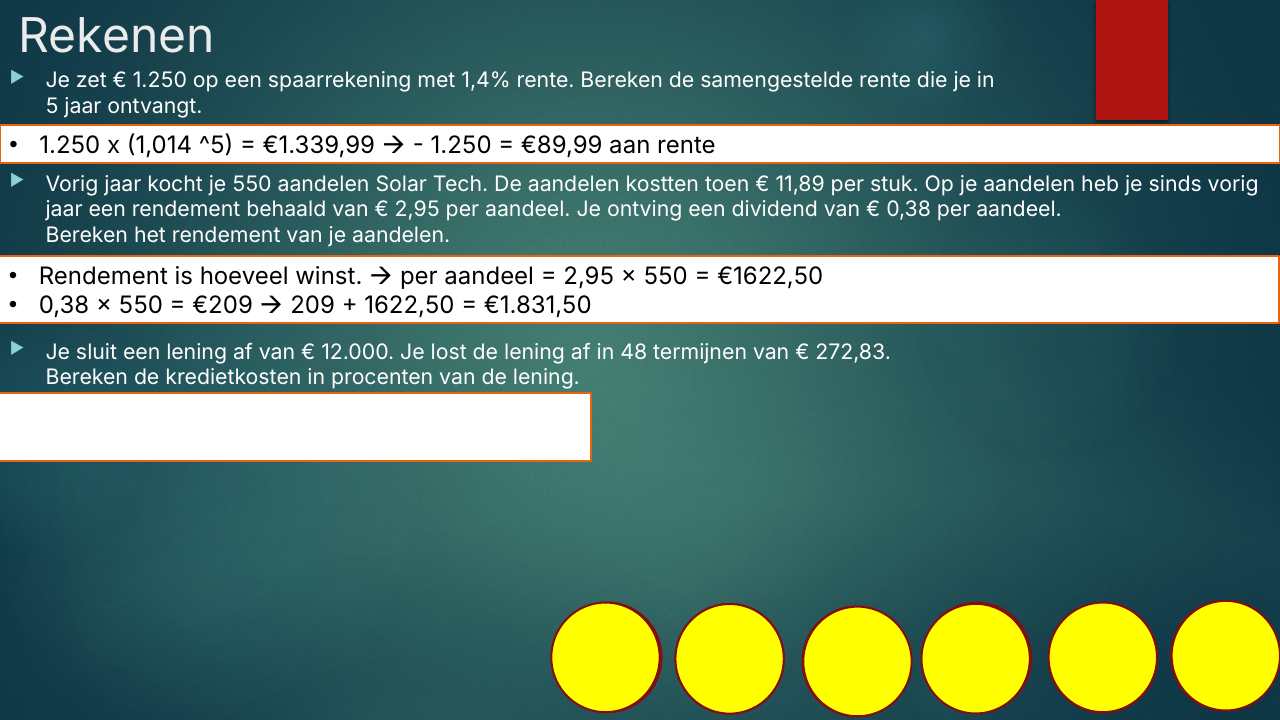 Rekenen
Je zet € 1.250 op een spaarrekening met 1,4% rente. Bereken de samengestelde rente die je in
5 jaar ontvangt.
• 1.250 x (1,014 ^5) = €1.339,99 → - 1.250 = €89,99 aan rente
Vorig jaar kocht je 550 aandelen Solar Tech. De aandelen kostten toen € 11,89 per stuk. Op je aandelen heb je sinds vorig
jaar een rendement behaald van € 2,95 per aandeel. Je ontving een dividend van € 0,38 per aandeel.
Bereken het rendement van je aandelen.
• Rendement is hoeveel winst. → per aandeel = 2,95 × 550 = €1622,50
• 0,38 × 550 = €209 → 209 + 1622,50 = €1.831,50
Je sluit een lening af van € 12.000. Je lost de lening af in 48 termijnen van € 272,83.
Bereken de kredietkosten in procenten van de lening.